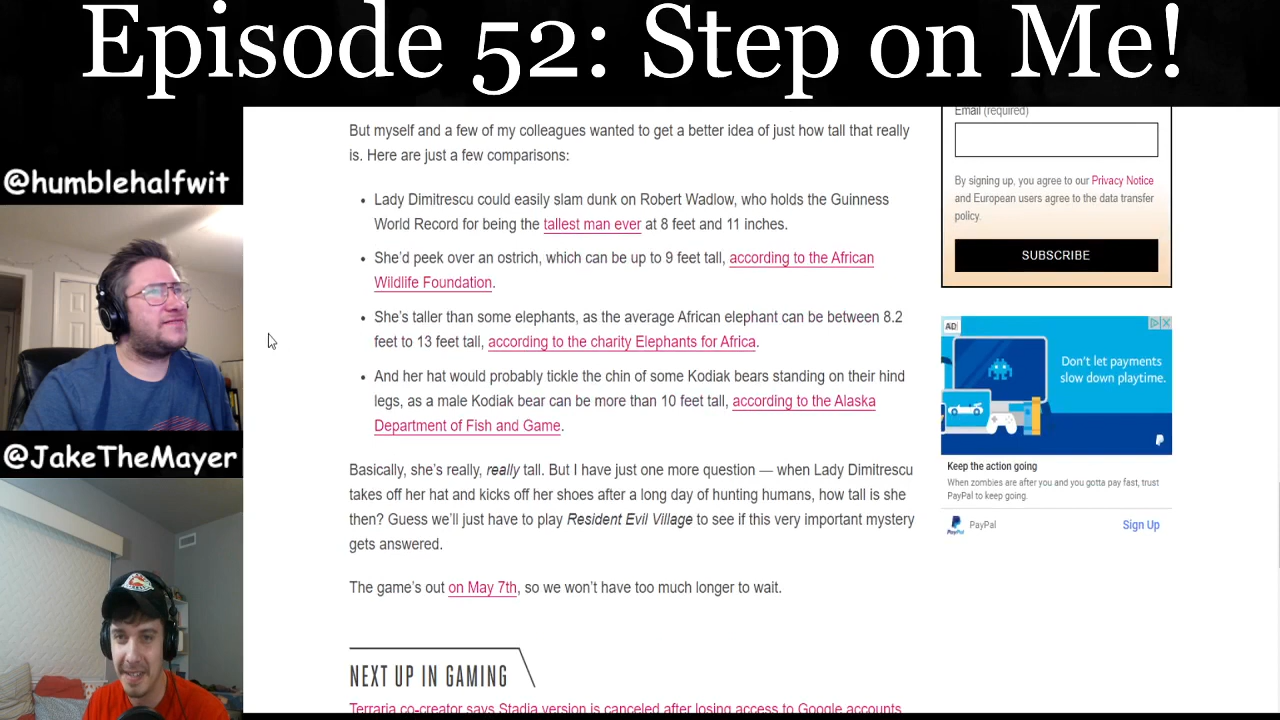 Episode 52: Step on Me!
@humblehalfwit
@JakeTheMayer
But myself and a few of my colleagues wanted to get a better idea of just how tall that really
is. Here are just a few comparisons:
• Lady Dimitrescu could easily slam dunk on Robert Wadlow, who holds the Guinness
World Record for being the tallest man ever at 8 feet and 11 inches.
• She’d peek over an ostrich, which can be up to 9 feet tall, according to the African
Wildlife Foundation.
• She’s taller than some elephants, as the average African elephant can be between 8.2
feet to 13 feet tall, according to the charity Elephants for Africa.
• And her hat would probably tickle the chin of some Kodiak bears standing on their hind
legs, as a male Kodiak bear can be more than 10 feet tall, according to the Alaska
Department of Fish and Game.
Basically, she’s really, really tall. But I have just one more question — when Lady Dimitrescu
takes off her hat and kicks off her shoes after a long day of hunting humans, how tall is she
then? Guess we’ll just have to play Resident Evil Village to see if this very important mystery
gets answered.
The game’s out on May 7th, so we won’t have too much longer to wait.
NEXT UP IN GAMING
Terraria co-creator says Stadia version is canceled after losing access to Google accounts
Email (required)
By signing up, you agree to our Privacy Notice
and European users agree to the data transfer
policy.
SUBSCRIBE
AD
Don’t let payments
slow down playtime.
Keep the action going
When zombies are after you and you gotta pay fast, trust
PayPal to keep going.
PayPal
PayPal
Sign Up